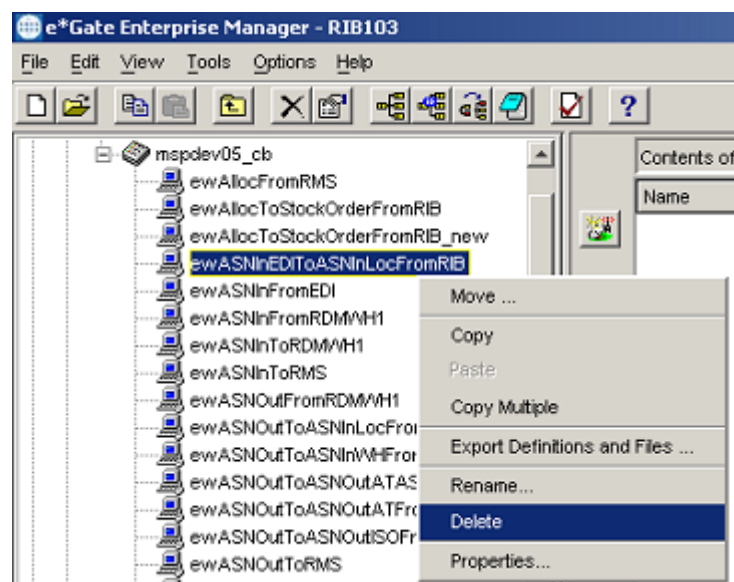 e*Gate Enterprise Manager - RIB103
File Edit View Tools Options Help
mspdev05_cb
ewAllocFromRMS
ewAllocToStockOrderFromRIB
ewAllocToStockOrderFromRIB_new
ewASNInEDIToASNInLocFromRIB
ewASNInFromEDI
ewASNInFromRDMWH1
ewASNInToRDMWH1
ewASNInToRMS
ewASNOutFromRDMWH1
ewASNOutToASNInLocFro
ewASNOutToASNInWHFror
ewASNOutToASNOutATAS
ewASNOutToASNOutATFr
ewASNOutToASNOutISOFr
ewASNOutToRMS
Contents of
Name
Move ...
Copy
Paste
Copy Multiple
Export Definitions and Files ...
Rename...
Delete
Properties...